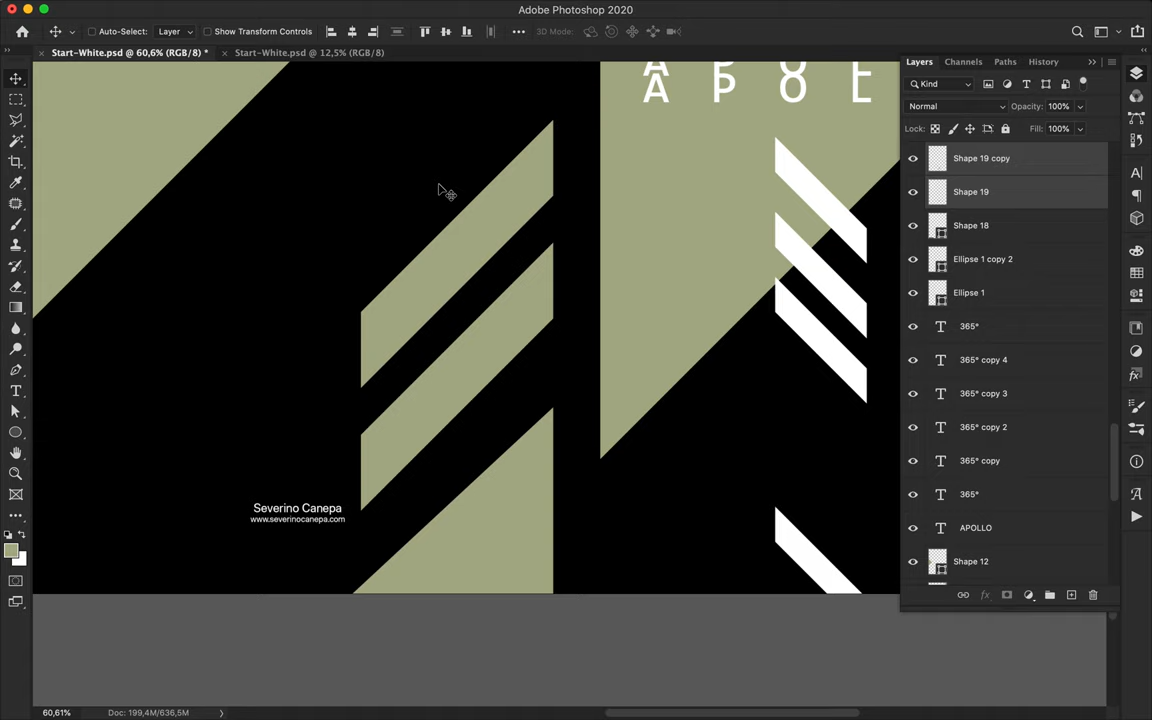 Adobe Photoshop 2020
Auto-Select: Layer Show Transform Controls 3D Mode:
Start-White.psd @ 60,6% (RGB/8) * Start-White.psd @ 12,5% (RGB/8)
Layers Channels Paths History
Kind
Normal Opacity: 100%
Lock: Fill: 100%
Shape 19 copy
Shape 19
Shape 18
Ellipse 1 copy 2
Ellipse 1
365°
365° copy 4
365° copy 3
365° copy 2
365° copy
365°
APOLLO
Shape 12
A P O L
A P O L
Severino Canepa
www.severinocanepa.com
60,61% Doc: 199,4M/636,5M